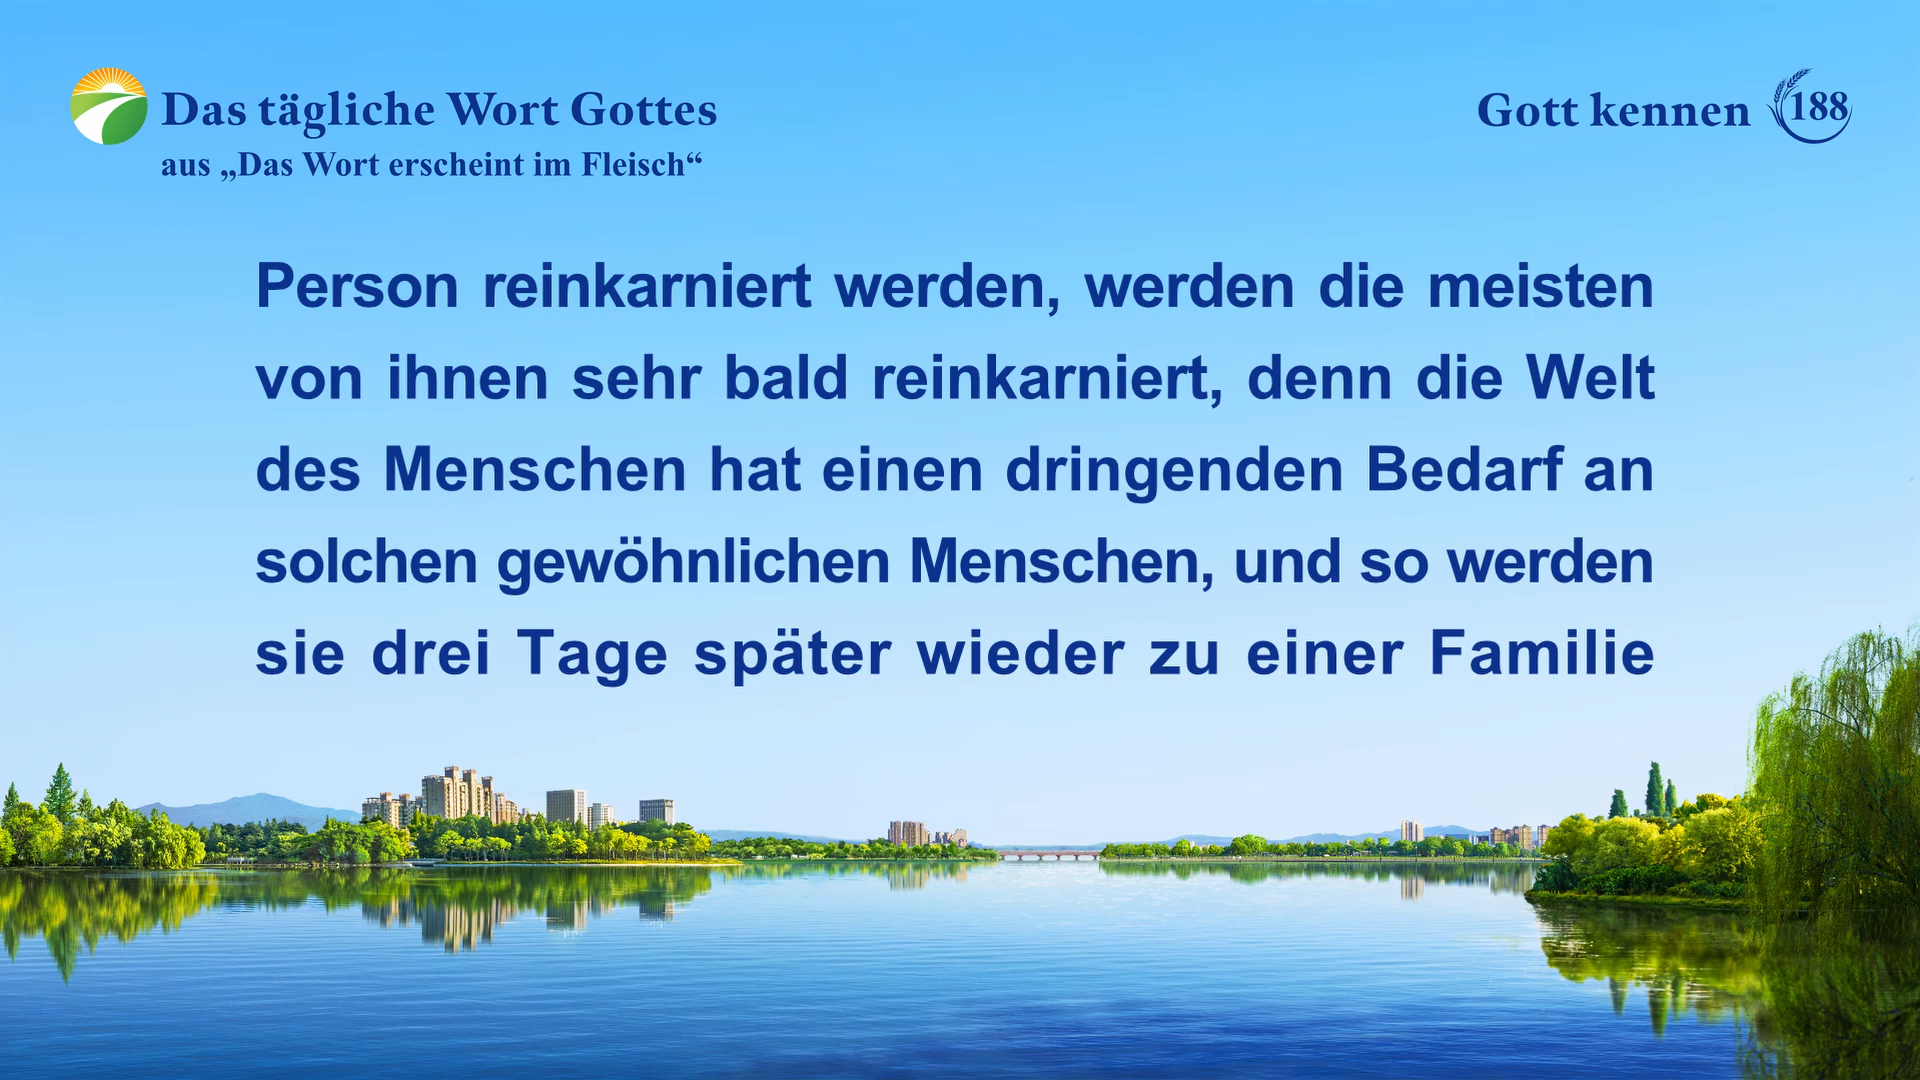 Das tägliche Wort Gottes
aus „Das Wort erscheint im Fleisch“
Gott kennen 188
Person reinkarniert werden, werden die meisten
von ihnen sehr bald reinkarniert, denn die Welt
des Menschen hat einen dringenden Bedarf an
solchen gewöhnlichen Menschen, und so werden
sie drei Tage später wieder zu einer Familie